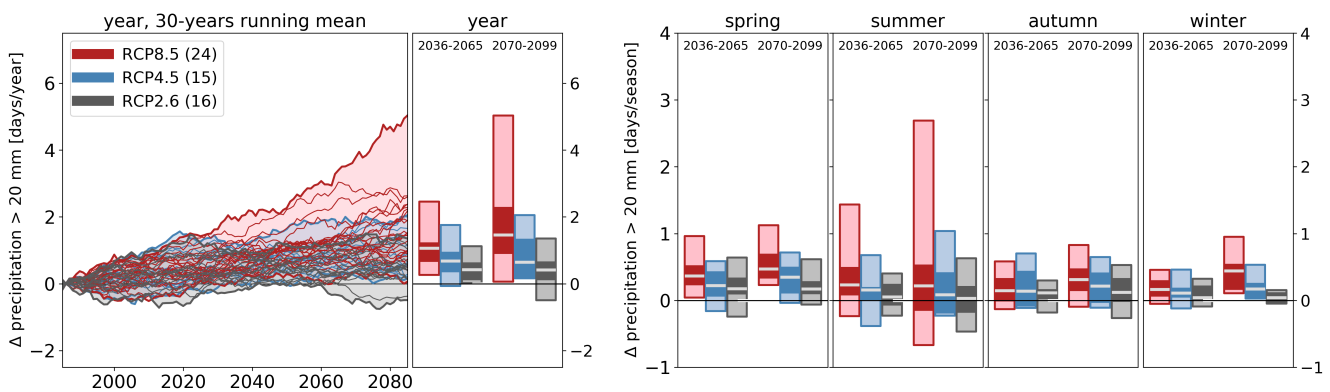 year, 30-years running mean
year
spring
summer
autumn
winter
RCP8.5 (24)
RCP4.5 (15)
RCP2.6 (16)
2036-2065 2070-2099
2036-2065 2070-2099
2036-2065 2070-2099
2036-2065 2070-2099
2036-2065 2070-2099
Δ precipitation > 20 mm [days/year]
6
4
2
0
−2
2000 2020 2040 2060 2080
6
4
2
0
−2
Δ precipitation > 20 mm [days/season]
4
3
2
1
0
−1
4
3
2
1
0
−1